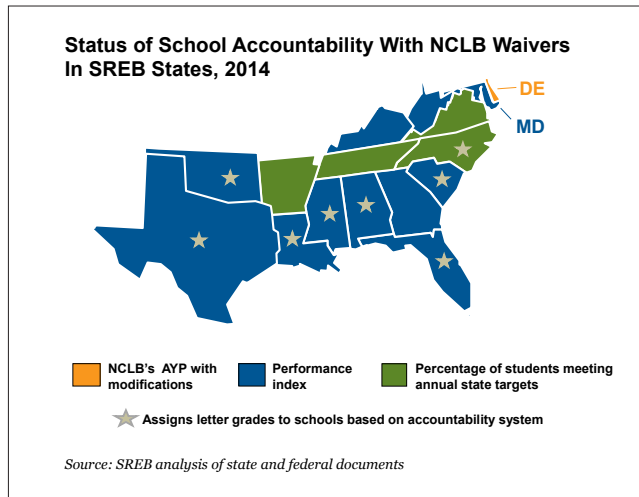 Status of School Accountability With NCLB Waivers
In SREB States, 2014
DE
MD
NCLB's AYP with
modifications
Performance
index
Percentage of students meeting
annual state targets
Assigns letter grades to schools based on accountability system
Source: SREB analysis of state and federal documents